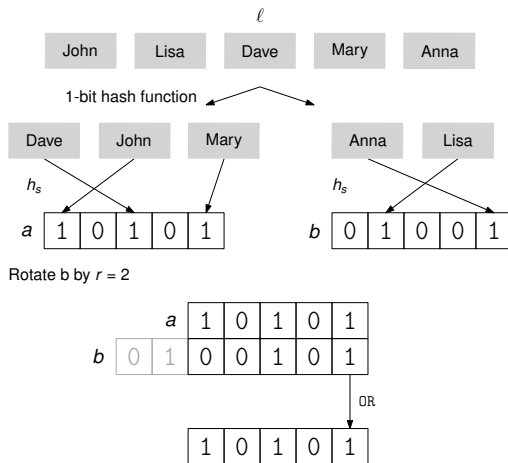 ℓ
John Lisa Dave Mary Anna
1-bit hash function
Dave John Mary Anna Lisa
hₛ hₛ
a 1 0 1 0 1 b 0 1 0 0 1
Rotate b by r = 2
a 1 0 1 0 1
b 0 1 0 0 1 0 1
OR
1 0 1 0 1